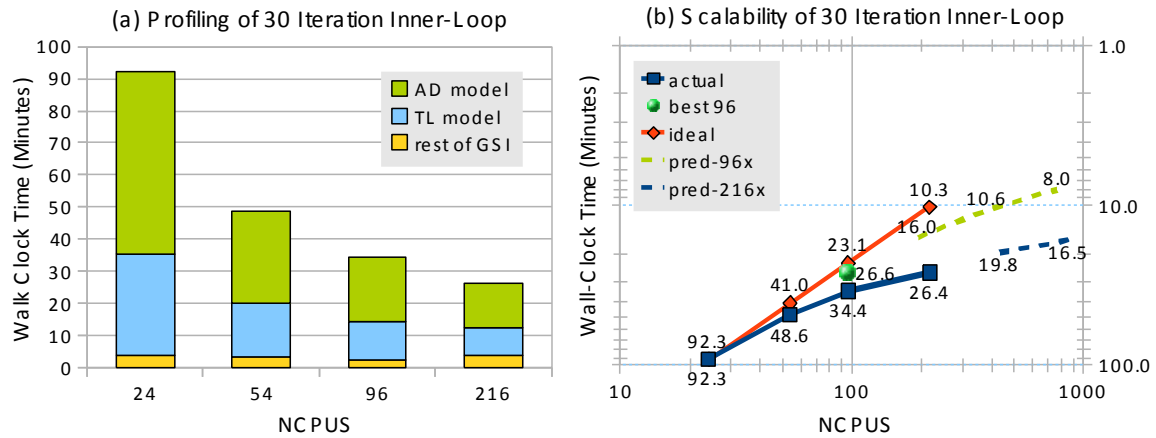 (a) Profiling of 30 Iteration Inner-Loop
Walk Clock Time (Minutes)
100
90
80
70
60
50
40
30
20
10
0
AD model
TL model
rest of GSI
24
54
96
216
NCPUS
(b) Scalability of 30 Iteration Inner-Loop
Wall-Clock Time (Minutes)
actual
best 96
ideal
pred-96x
pred-216x
1.0
10.0
100.0
8.0
10.3
10.6
16.0
23.1
19.8
16.5
41.0
26.6
26.4
34.4
48.6
92.3
92.3
10
100
1000
NCPUS